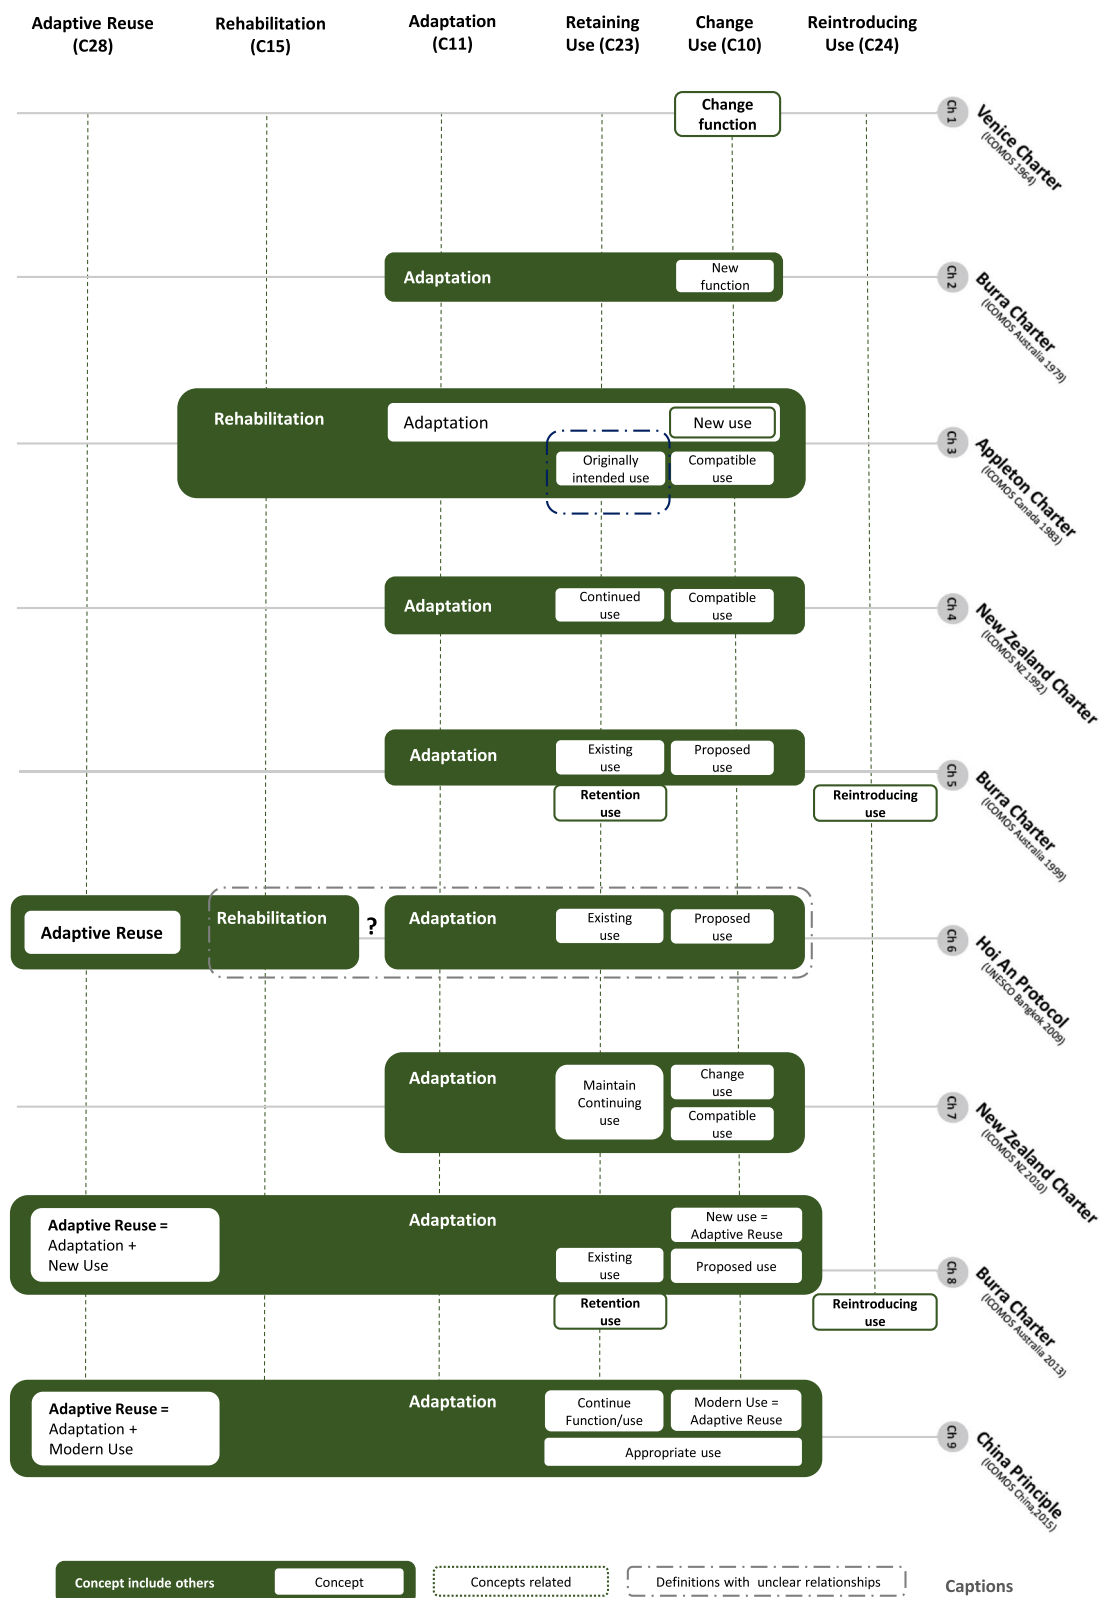 Adaptive Reuse
(C28)
Rehabilitation
(C15)
Adaptation
(C11)
Retaining
Use (C23)
Change
Use (C10)
Reintroducing
Use (C24)
Change
function
Ch 1
Venice Charter
(ICOMOS 1964)
Adaptation
New
function
Ch 2
Burra Charter
(ICOMOS Australia 1979)
Rehabilitation
Adaptation
New use
Originally
intended use
Compatible
use
Ch 3
Appleton Charter
(ICOMOS Canada 1983)
Adaptation
Continued
use
Compatible
use
Ch 4
New Zealand Charter
(ICOMOS NZ 1992)
Adaptation
Existing
use
Proposed
use
Retention
use
Reintroducing
use
Ch 5
Burra Charter
(ICOMOS Australia 1999)
Adaptive Reuse
Rehabilitation
?
Adaptation
Existing
use
Proposed
use
Ch 6
Hoi An Protocol
(UNESCO Bangkok 2009)
Adaptation
Maintain
Continuing
use
Change
use
Compatible
use
Ch 7
New Zealand Charter
(ICOMOS NZ 2010)
Adaptive Reuse =
Adaptation +
New Use
Adaptation
New use =
Adaptive Reuse
Existing
use
Proposed use
Retention
use
Reintroducing
use
Ch 8
Burra Charter
(ICOMOS Australia 2013)
Adaptive Reuse =
Adaptation +
Modern Use
Adaptation
Continue
Function/use
Modern Use =
Adaptive Reuse
Appropriate use
Ch 9
China Principle
(ICOMOS China,2015)
Concept include others
Concept
Concepts related
Definitions with unclear relationships
Captions